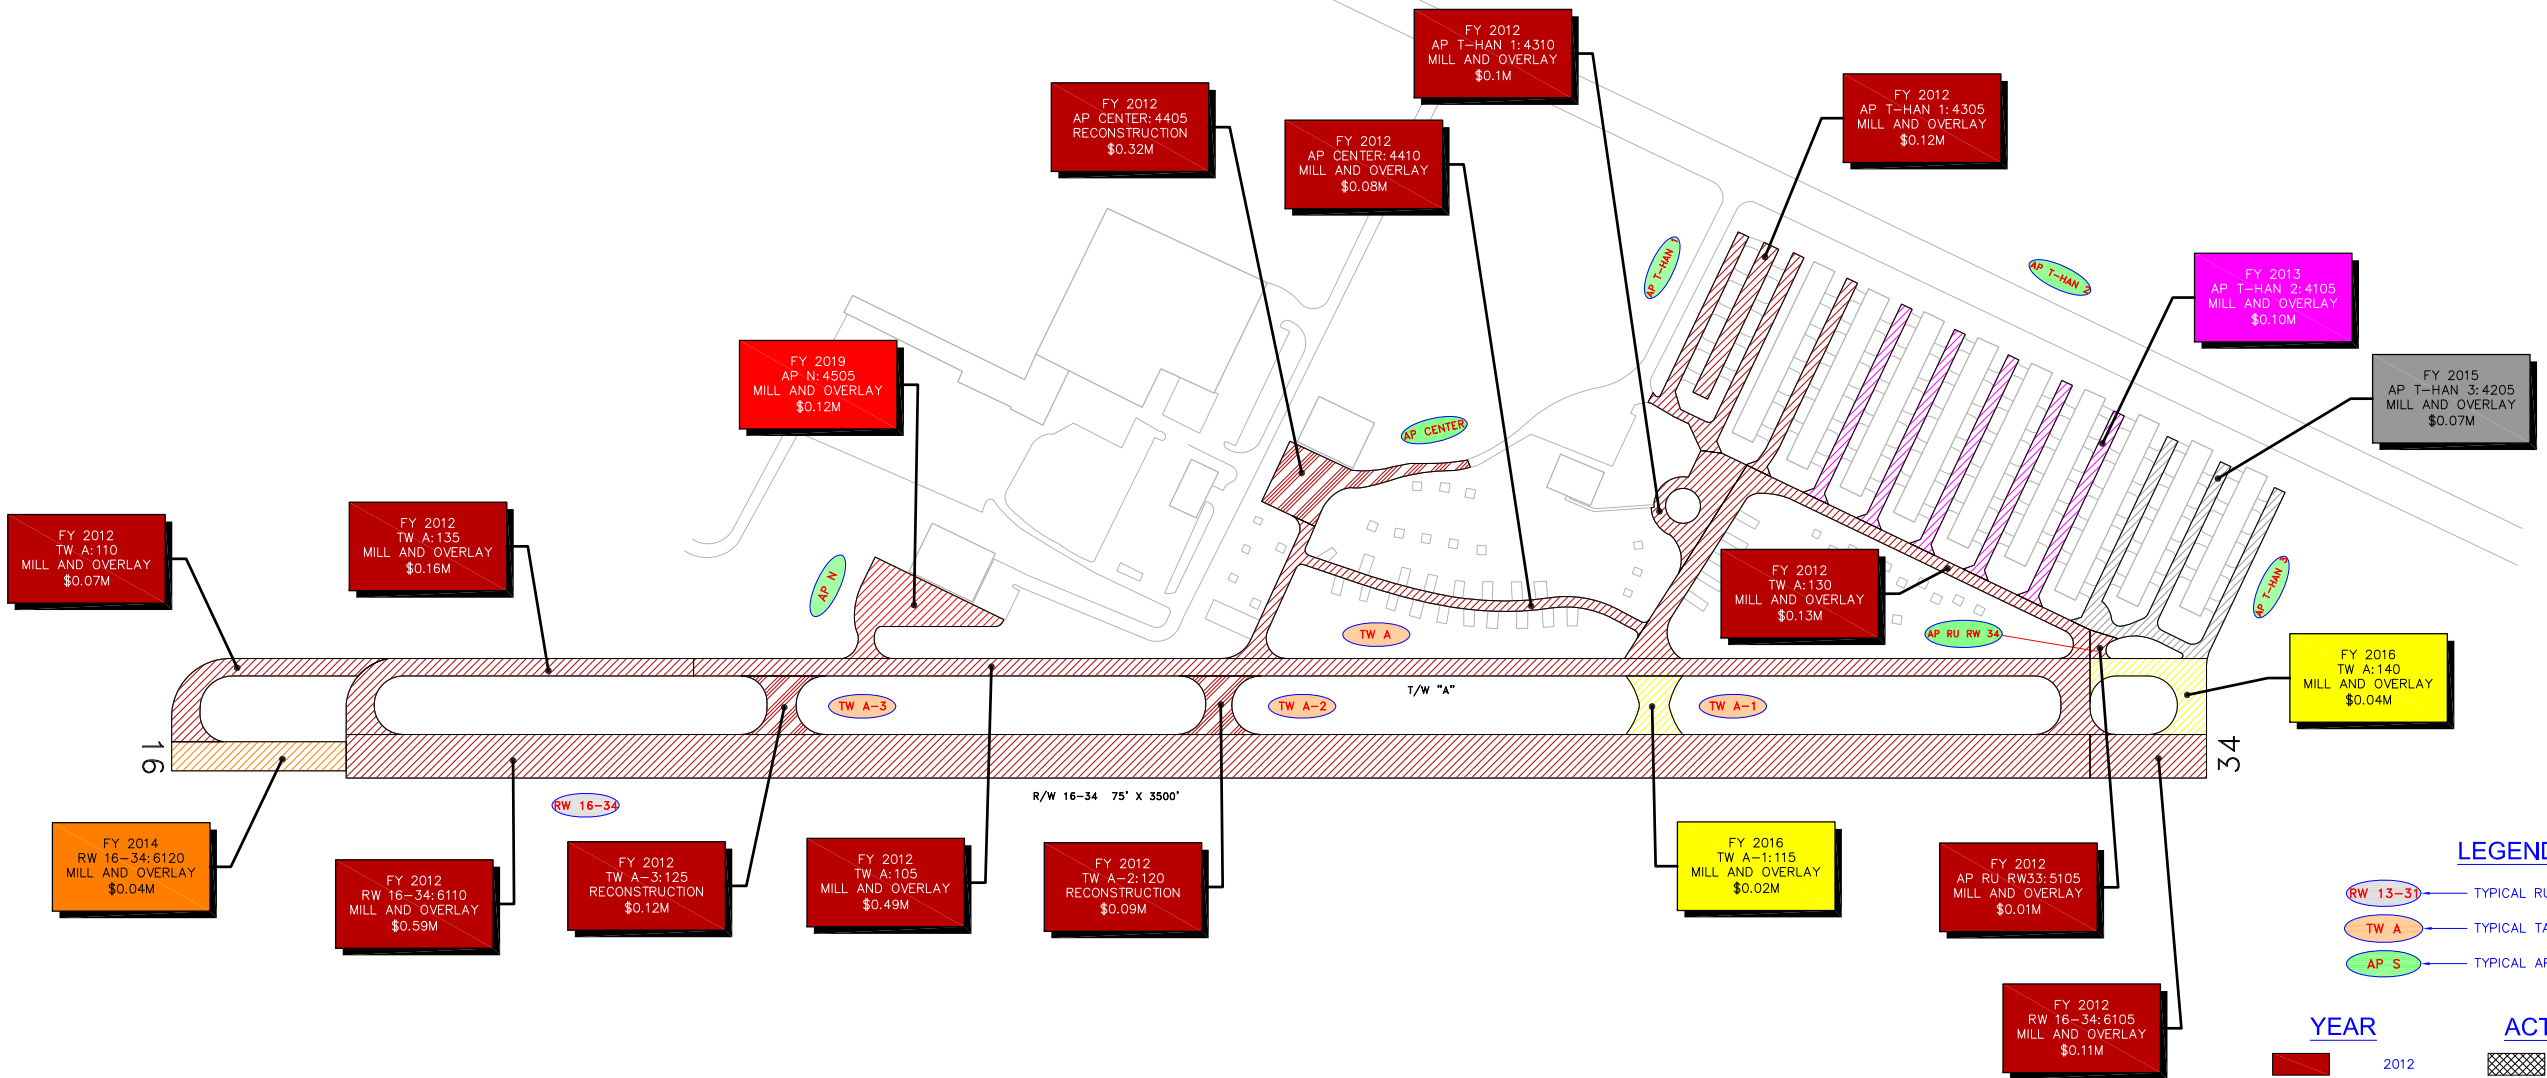 FY 2012
AP T-HAN 1:4310
MILL AND OVERLAY
$0.1M
FY 2012
AP T-HAN 1:4305
MILL AND OVERLAY
$0.12M
FY 2012
AP CENTER:4405
RECONSTRUCTION
$0.32M
FY 2012
AP CENTER:4410
MILL AND OVERLAY
$0.08M
AP T-HAN 1
AP T-HAN 2
FY 2013
AP T-HAN 2:4105
MILL AND OVERLAY
$0.10M
FY 2019
AP N:4505
MILL AND OVERLAY
$0.12M
FY 2015
AP T-HAN 3:4205
MILL AND OVERLAY
$0.07M
AP CENTER
FY 2012
TW A:110
MILL AND OVERLAY
$0.07M
FY 2012
TW A:135
MILL AND OVERLAY
$0.16M
AP N
FY 2012
TW A:130
MILL AND OVERLAY
$0.13M
AP T-HAN 3
TW A
AP RU RW 34
FY 2016
TW A:140
MILL AND OVERLAY
$0.04M
TW A-3
TW A-2
T/W "A"
TW A-1
16
34
RW 16-34
R/W 16-34 75' X 3500'
FY 2014
RW 16-34:6120
MILL AND OVERLAY
$0.04M
FY 2012
RW 16-34:6110
MILL AND OVERLAY
$0.59M
FY 2012
TW A-3:125
RECONSTRUCTION
$0.12M
FY 2012
TW A:105
MILL AND OVERLAY
$0.49M
FY 2012
TW A-2:120
RECONSTRUCTION
$0.09M
FY 2016
TW A-1:115
MILL AND OVERLAY
$0.02M
FY 2012
AP RU RW33:5105
MILL AND OVERLAY
$0.01M
FY 2012
RW 16-34:6105
MILL AND OVERLAY
$0.11M
LEGEND
RW 13-31 TYPICAL RU
TW A TYPICAL TA
AP S TYPICAL AP
YEAR ACT
2012